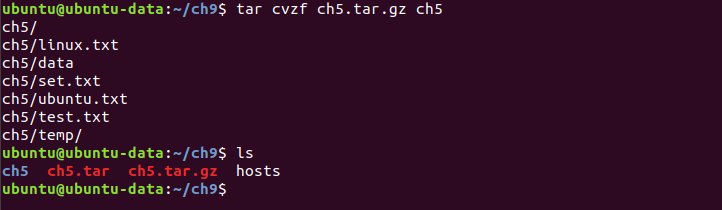 ubuntu@ubuntu-data:~/ch9$ tar cvzf ch5.tar.gz ch5
ch5/
ch5/linux.txt
ch5/data
ch5/set.txt
ch5/ubuntu.txt
ch5/test.txt
ch5/temp/
ubuntu@ubuntu-data:~/ch9$ ls
ch5  ch5.tar  ch5.tar.gz  hosts
ubuntu@ubuntu-data:~/ch9$